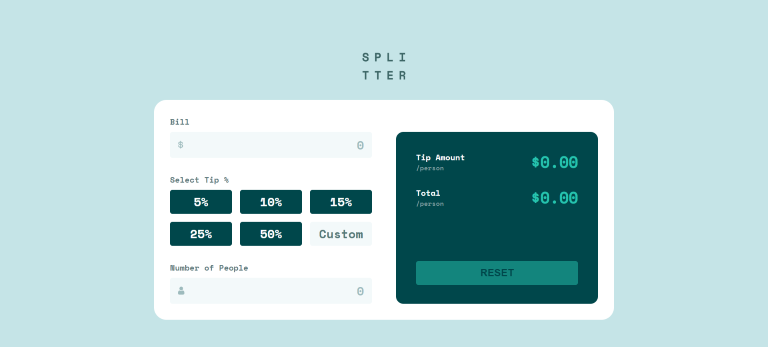 SPLI
TTER
Bill
$ 0
Select Tip %
5% 10% 15%
25% 50% Custom
Number of People
0
Tip Amount $0.00
/person
Total $0.00
/person
RESET